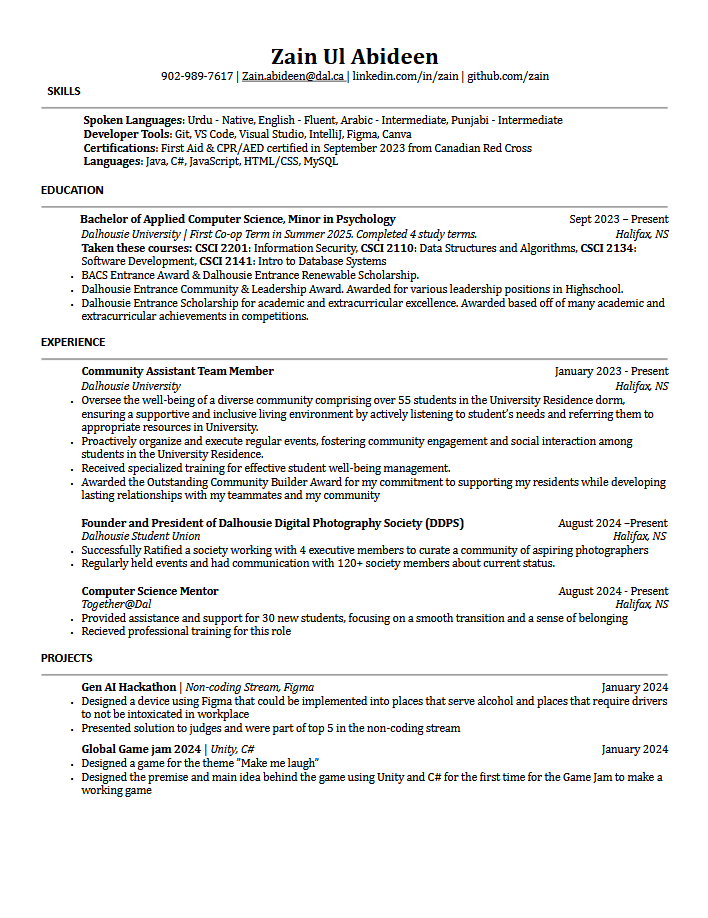 Zain Ul Abideen
902-989-7617 | Zain.abideen@dal.ca | linkedin.com/in/zain | github.com/zain
SKILLS
Spoken Languages: Urdu - Native, English - Fluent, Arabic - Intermediate, Punjabi - Intermediate
Developer Tools: Git, VS Code, Visual Studio, IntelliJ, Figma, Canva
Certifications: First Aid & CPR/AED certified in September 2023 from Canadian Red Cross
Languages: Java, C#, JavaScript, HTML/CSS, MySQL
EDUCATION
Bachelor of Applied Computer Science, Minor in Psychology Sept 2023 – Present
Dalhousie University | First Co-op Term in Summer 2025. Completed 4 study terms. Halifax, NS
Taken these courses: CSCI 2201: Information Security, CSCI 2110: Data Structures and Algorithms, CSCI 2134:
Software Development, CSCI 2141: Intro to Database Systems
• BACS Entrance Award & Dalhousie Entrance Renewable Scholarship.
• Dalhousie Entrance Community & Leadership Award. Awarded for various leadership positions in Highschool.
• Dalhousie Entrance Scholarship for academic and extracurricular excellence. Awarded based off of many academic and
extracurricular achievements in competitions.
EXPERIENCE
Community Assistant Team Member January 2023 - Present
Dalhousie University Halifax, NS
• Oversee the well-being of a diverse community comprising over 55 students in the University Residence dorm,
ensuring a supportive and inclusive living environment by actively listening to student's needs and referring them to
appropriate resources in University.
• Proactively organize and execute regular events, fostering community engagement and social interaction among
students in the University Residence.
• Received specialized training for effective student well-being management.
• Awarded the Outstanding Community Builder Award for my commitment to supporting my residents while developing
lasting relationships with my teammates and my community
Founder and President of Dalhousie Digital Photography Society (DDPS) August 2024 –Present
Dalhousie Student Union Halifax, NS
• Successfully Ratified a society working with 4 executive members to curate a community of aspiring photographers
• Regularly held events and had communication with 120+ society members about current status.
Computer Science Mentor August 2024 - Present
Together@Dal Halifax, NS
• Provided assistance and support for 30 new students, focusing on a smooth transition and a sense of belonging
• Recieved professional training for this role
PROJECTS
Gen AI Hackathon | Non-coding Stream, Figma January 2024
• Designed a device using Figma that could be implemented into places that serve alcohol and places that require drivers
to not be intoxicated in workplace
• Presented solution to judges and were part of top 5 in the non-coding stream
Global Game jam 2024 | Unity, C# January 2024
• Designed a game for the theme "Make me laugh"
• Designed the premise and main idea behind the game using Unity and C# for the first time for the Game Jam to make a
working game